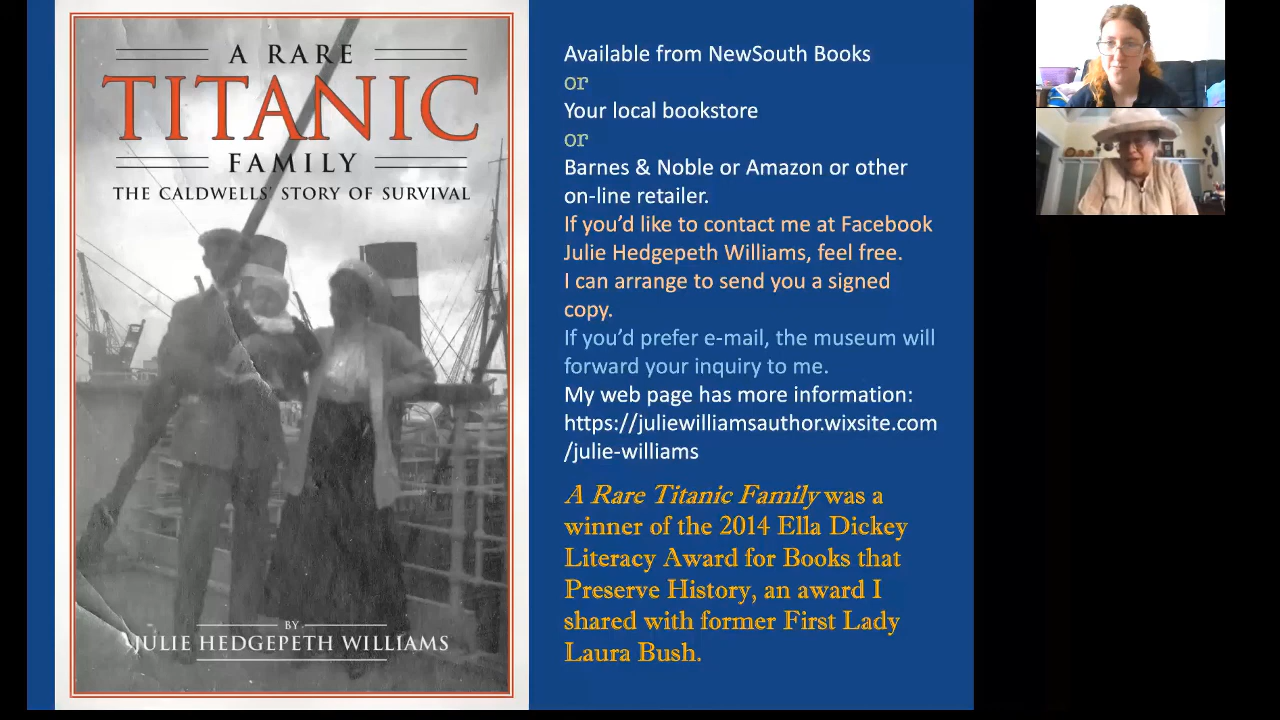 A RARE
TITANIC
FAMILY
THE CALDWELLS' STORY OF SURVIVAL
BY
JULIE HEDGEPETH WILLIAMS
Available from NewSouth Books
or
Your local bookstore
or
Barnes & Noble or Amazon or other
on-line retailer.
If you’d like to contact me at Facebook
Julie Hedgepeth Williams, feel free.
I can arrange to send you a signed
copy.
If you’d prefer e-mail, the museum will
forward your inquiry to me.
My web page has more information:
https://juliewilliamsauthor.wixsite.com
/julie-williams
A Rare Titanic Family was a
winner of the 2014 Ella Dickey
Literacy Award for Books that
Preserve History, an award I
shared with former First Lady
Laura Bush.